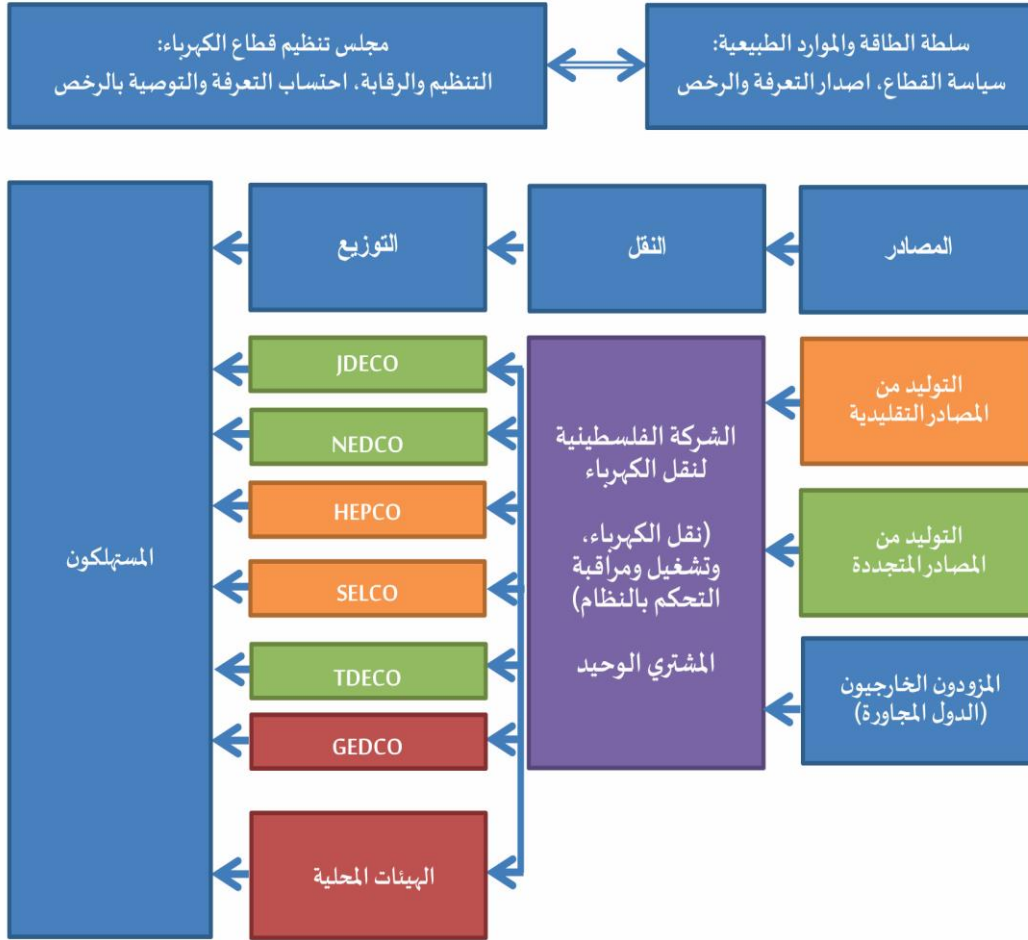 سلطة الطاقة والموارد الطبيعية:
سياسة القطاع، اصدار التعرفة والرخص
مجلس تنظيم قطاع الكهرباء:
التنظيم والرقابة، احتساب التعرفة والتوصية بالرخص
المصادر
النقل
التوزيع
المستهلكون
التوليد من
المصادر التقليدية
التوليد من
المصادر المتجددة
المزودون الخارجيون
(الدول المجاورة)
الشركة الفلسطينية
لنقل الكهرباء
(نقل الكهرباء،
وتشغيل ومراقبة
التحكم بالنظام)
المشتري الوحيد
JDECO
NEDCO
HEPCO
SELCO
TDECO
GEDCO
الهيئات المحلية